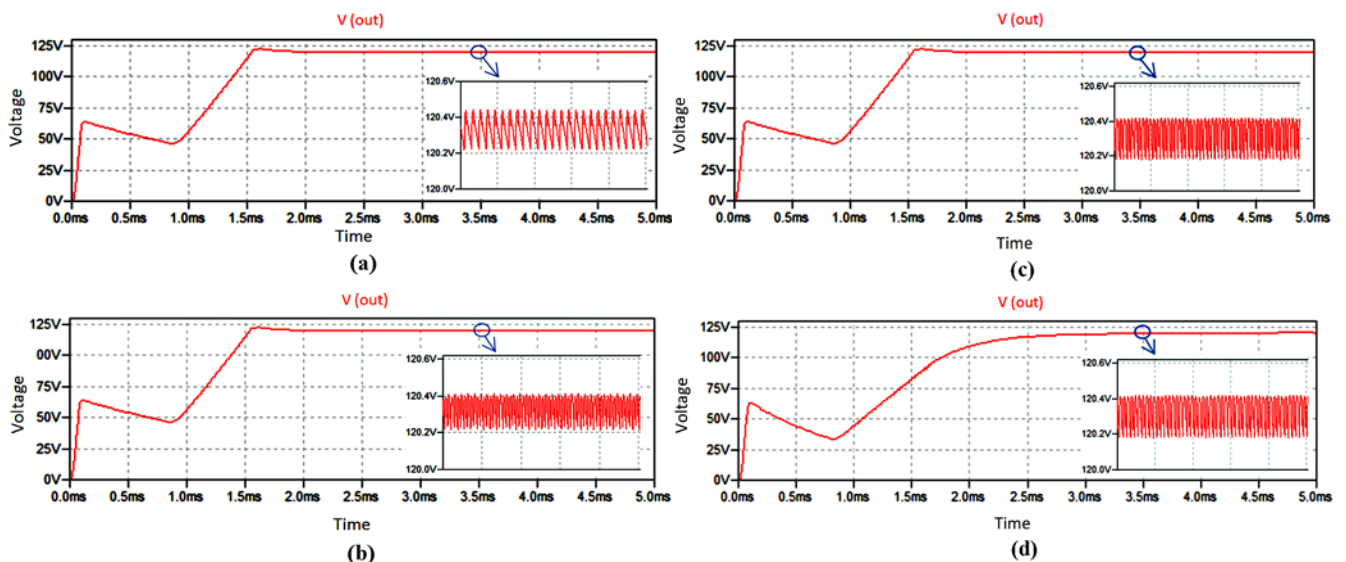 V (out)
125V
100V
75V
50V
25V
0V
Voltage
120.6V
120.4V
120.2V
120.0V
0.0ms 0.5ms 1.0ms 1.5ms 2.0ms 2.5ms 3.0ms 3.5ms 4.0ms 4.5ms 5.0ms
Time
(a)
V (out)
125V
100V
75V
50V
25V
0V
Voltage
120.6V
120.4V
120.2V
120.0V
0.0ms 0.5ms 1.0ms 1.5ms 2.0ms 2.5ms 3.0ms 3.5ms 4.0ms 4.5ms 5.0ms
Time
(c)
V (out)
125V
00V
75V
50V
25V
0V
Voltage
120.6V
120.4V
120.2V
120.0V
0.0ms 0.5ms 1.0ms 1.5ms 2.0ms 2.5ms 3.0ms 3.5ms 4.0ms 4.5ms 5.0ms
Time
(b)
V (out)
125V
100V
75V
50V
25V
0V
Voltage
120.6V
120.4V
120.2V
120.0V
0.0ms 0.5ms 1.0ms 1.5ms 2.0ms 2.5ms 3.0ms 3.5ms 4.0ms 4.5ms 5.0ms
Time
(d)